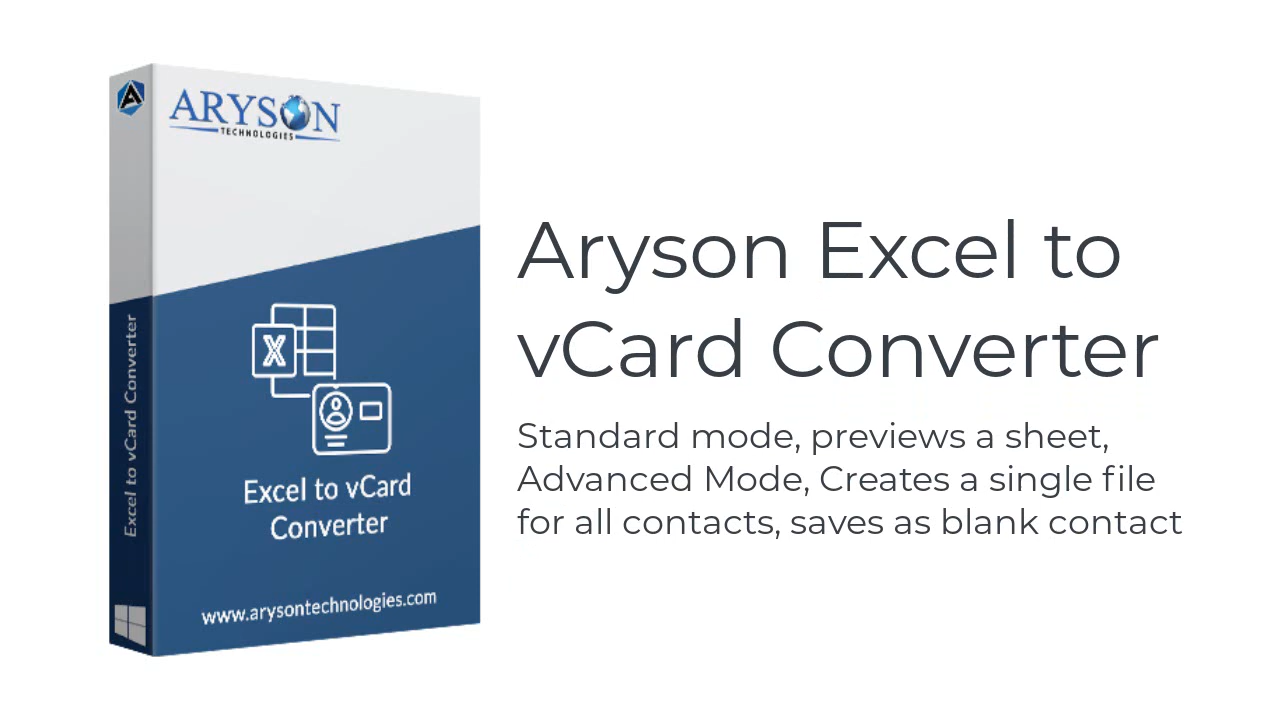 ARYSON
TECHNOLOGIES
Excel to vCard Converter
X
Excel to vCard
Converter
www.arysontechnologies.com
Aryson Excel to
vCard Converter
Standard mode, previews a sheet,
Advanced Mode, Creates a single file
for all contacts, saves as blank contact